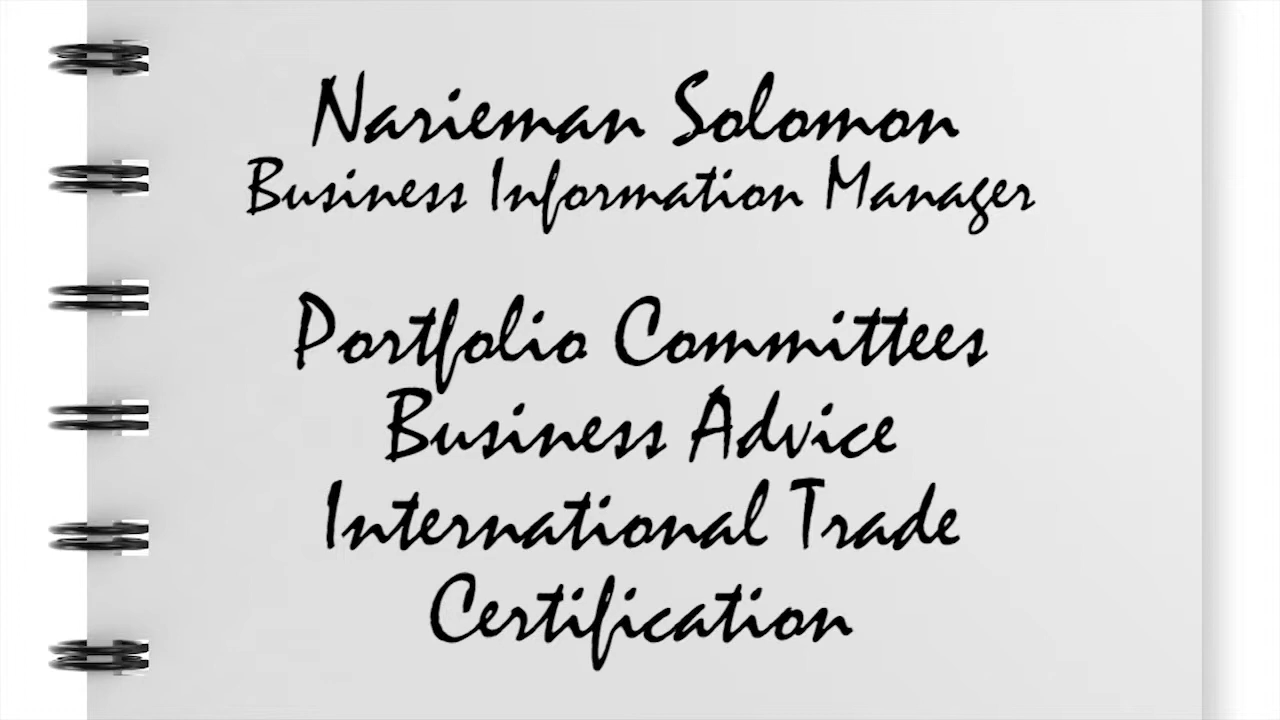 Narieman Solomon
Business Information Manager
Portfolio Committees
Business Advice
International Trade
Certification